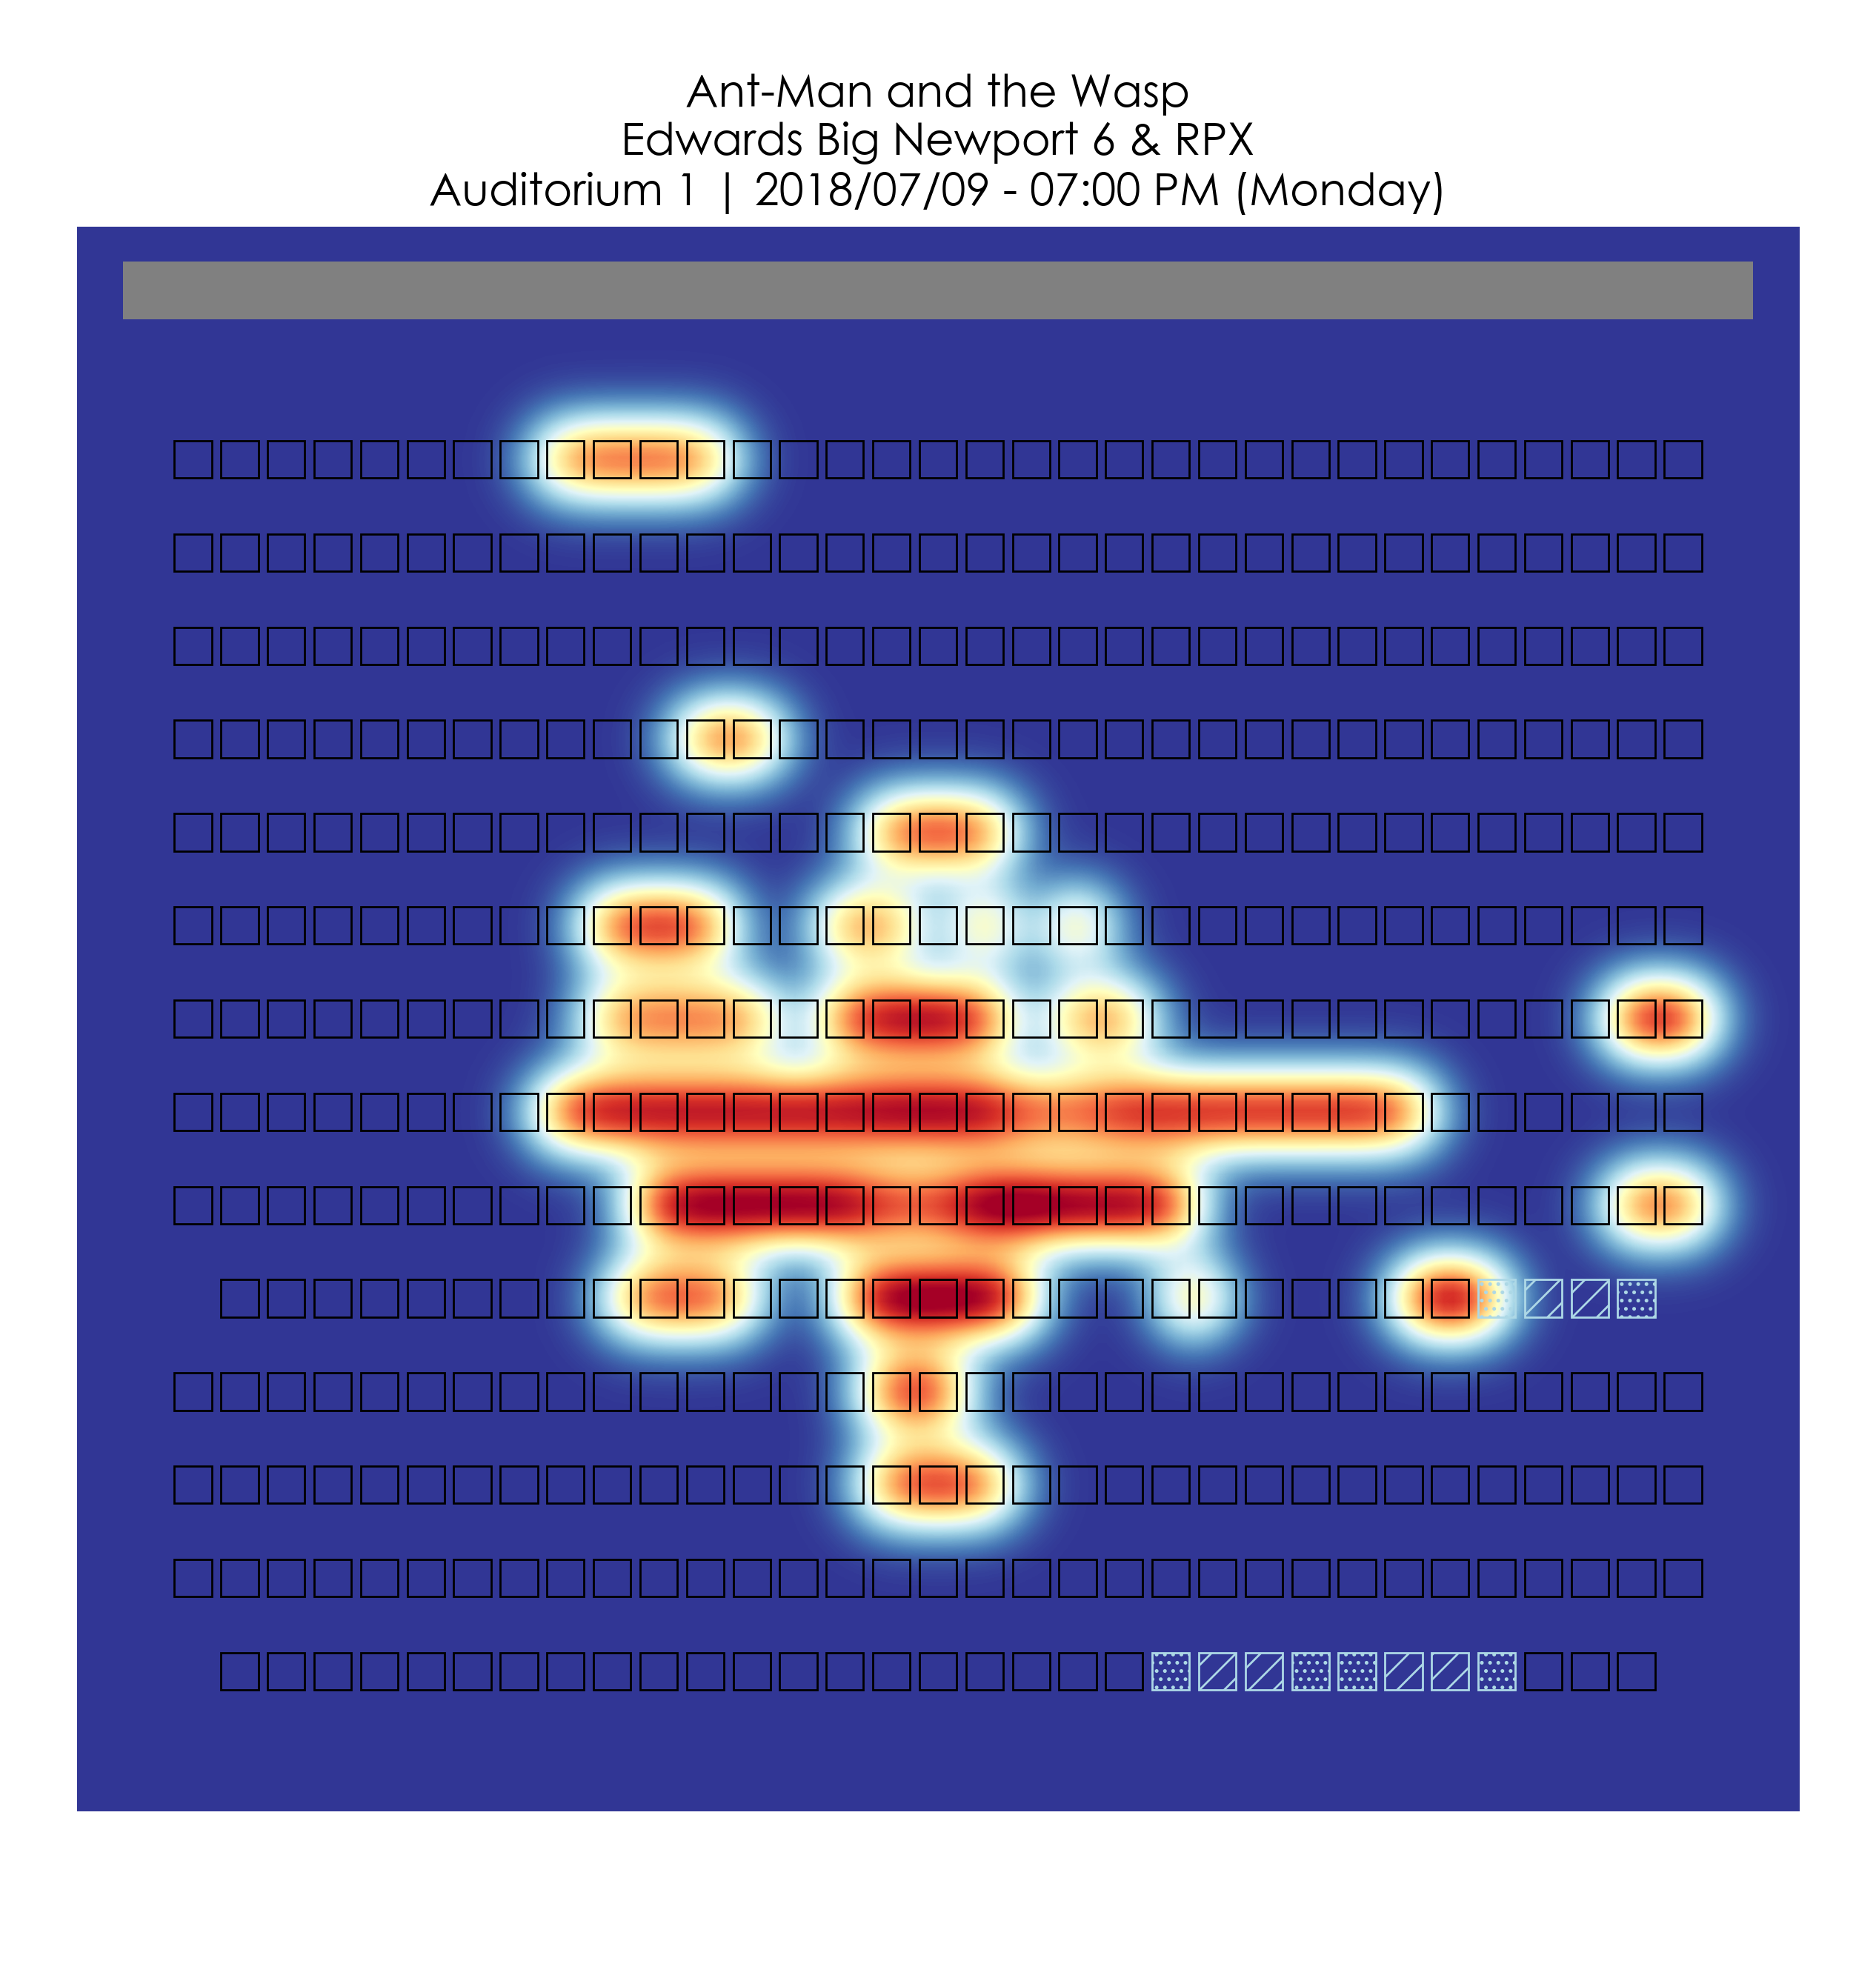 Ant-Man and the Wasp
Edwards Big Newport 6 & RPX
Auditorium 1 | 2018/07/09 - 07:00 PM (Monday)